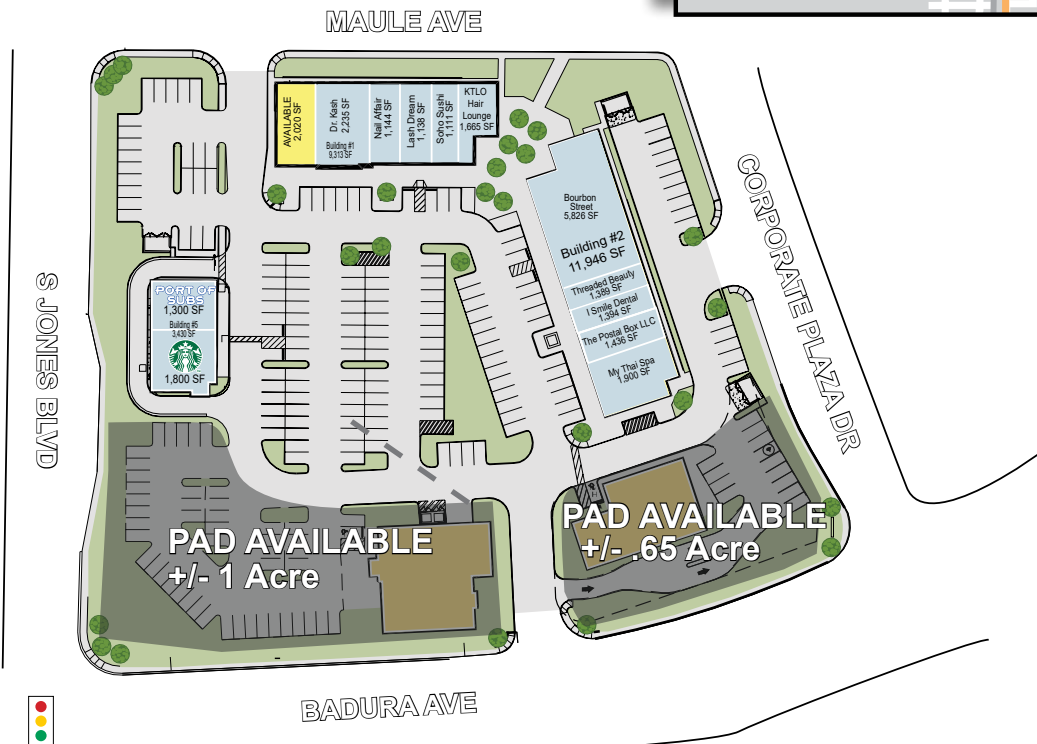 MAULE AVE
AVAILABLE
2,020 SF
Dr. Kash
2,235 SF
Building #1
9,313 SF
Nail Affair
1,144 SF
Lash Dream
1,138 SF
Soho Sushi
1,111 SF
KTLO
Hair
Lounge
1,665 SF
Bourbon
Street
5,826 SF
Building #2
11,946 SF
Threaded Beauty
1,389 SF
I Smile Dental
1,394 SF
The Postal Box LLC
1,436 SF
My Thai Spa
1,900 SF
CORPORATE PLAZA DR
S JONES BLVD
PORT OF
SUBS
1,300 SF
Building #5
3,430 SF
1,800 SF
PAD AVAILABLE
+/- 1 Acre
PAD AVAILABLE
+/- .65 Acre
BADURA AVE